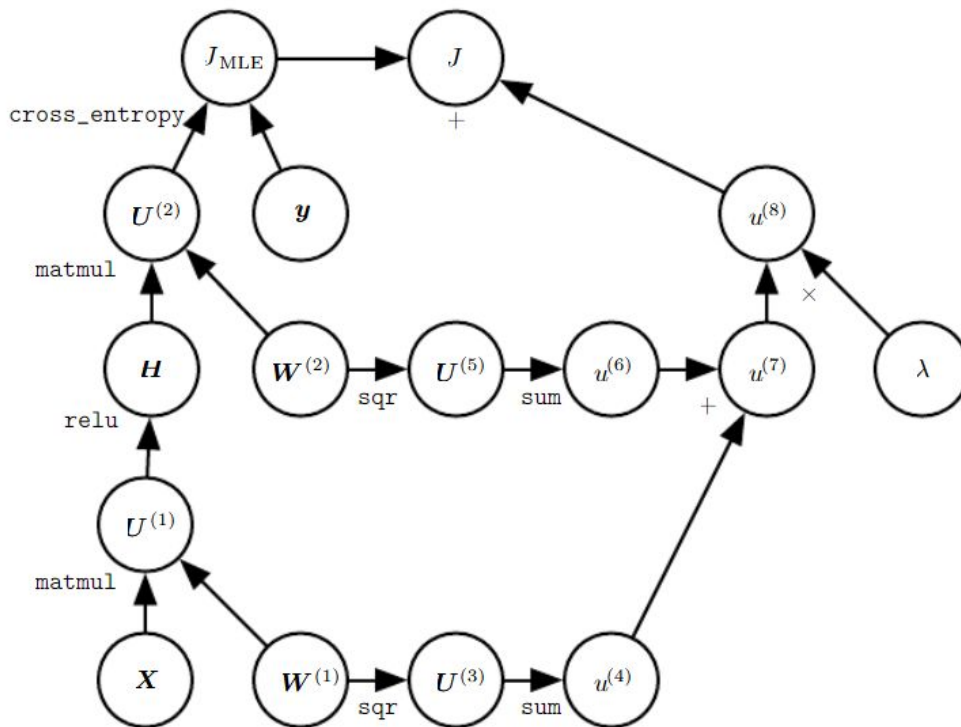 J_MLE J
cross_entropy +
U^(2) y u^(8)
matmul ×
H W^(2) U^(5) u^(6) u^(7) λ
relu sqr sum +
U^(1)
matmul
X W^(1) U^(3) u^(4)
sqr sum